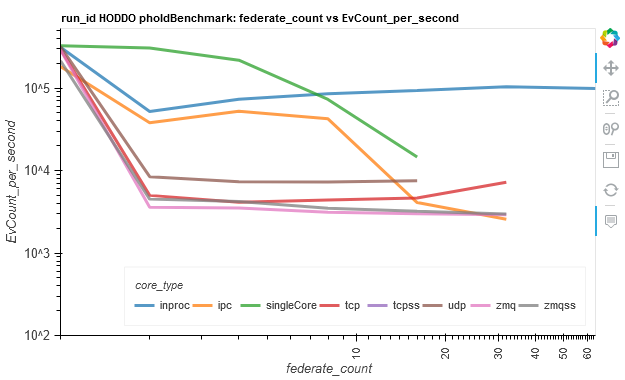 run_id HODDO pholdBenchmark: federate_count vs EvCount_per_second
EvCount_per_second
10^5
10^4
10^3
10^2
core_type
inproc ipc singleCore tcp tcpss udp zmq zmqss
10 20 30 40 50 60
federate_count